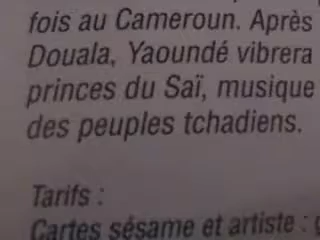 fois au Cameroun. Après
Douala, Yaoundé vibrera
princes du Saï, musique
des peuples tchadiens.
Tarifs :
Cartes sésame et artiste :